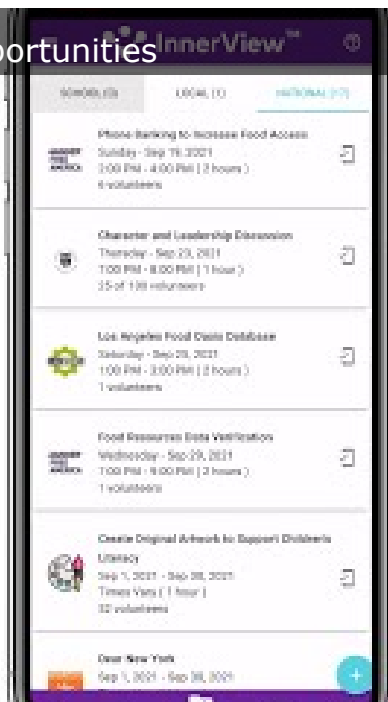 portunities
InnerView™
SCHOOL (0) LOCAL (1) NATIONAL (17)
Phone Banking to Increase Food Access
Sunday - Sep 19, 2021
2:00 PM - 4:00 PM ( 2 hours )
6 volunteers
Character and Leadership Discussion
Thursday - Sep 23, 2021
7:00 PM - 8:00 PM ( 1 hour )
25 of 100 volunteers
Los Angeles Food Oasis Database
Saturday - Sep 25, 2021
1:00 PM - 3:00 PM ( 2 hours )
1 volunteers
Food Resources Data Verification
Wednesday - Sep 29, 2021
7:00 PM - 9:00 PM ( 2 hours )
1 volunteers
Create Original Artwork to Support Children's
Literacy
Sep 1, 2021 - Sep 30, 2021
Times Vary ( 1 hour )
32 volunteers
Dear New York
Sep 1, 2021 - Sep 30, 2021